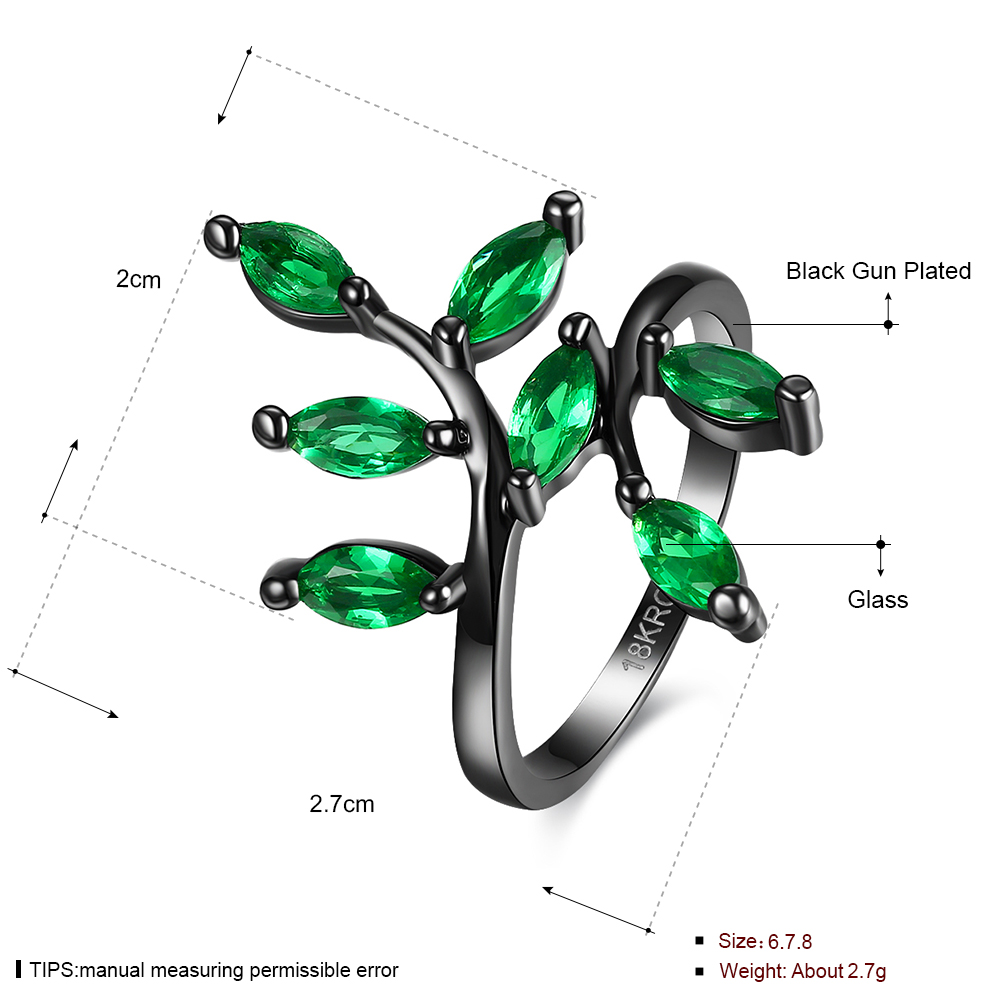 2cm
Black Gun Plated
Glass
18KR
2.7cm
Size: 6.7.8
TIPS:manual measuring permissible error
Weight: About 2.7g